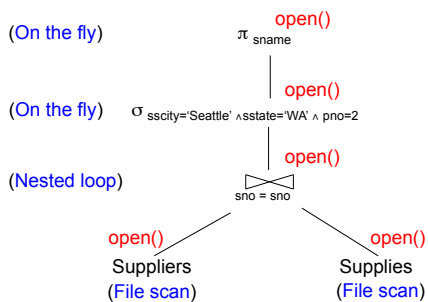 open()
(On the fly) π sname
open()
(On the fly) σ sscity='Seattle' ∧sstate='WA' ∧ pno=2
open()
(Nested loop)
sno = sno
open() open()
Suppliers Supplies
(File scan) (File scan)